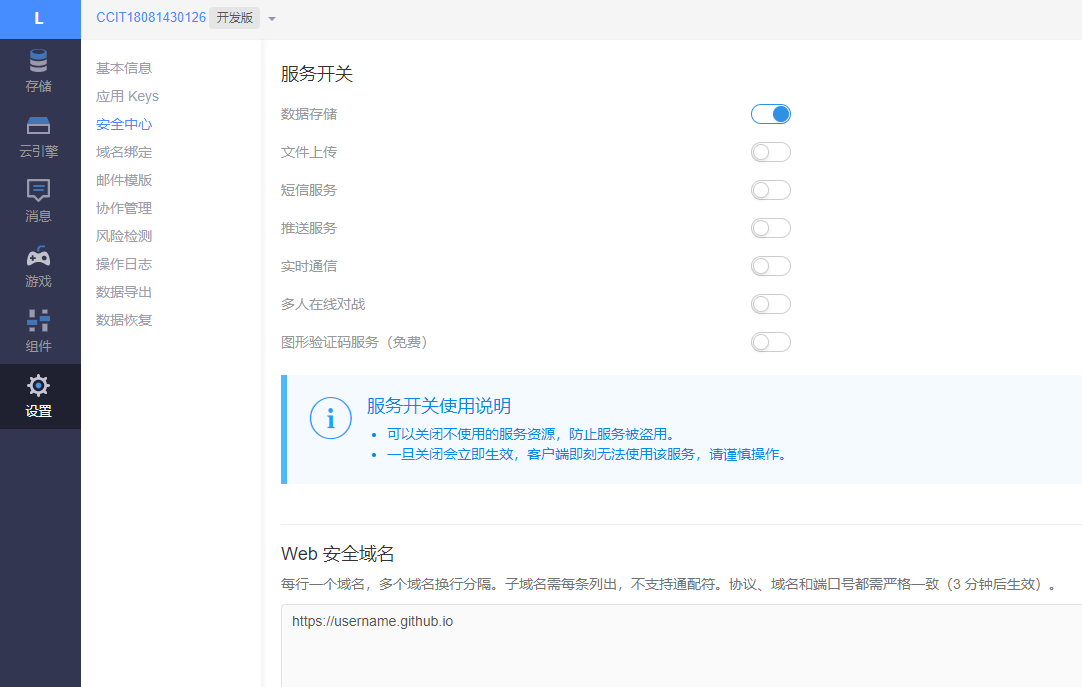 L
CCIT18081430126 开发版
存储
云引擎
消息
游戏
组件
设置
基本信息
应用 Keys
安全中心
域名绑定
邮件模版
协作管理
风险检测
操作日志
数据导出
数据恢复
服务开关
数据存储
文件上传
短信服务
推送服务
实时通信
多人在线对战
图形验证码服务（免费）
服务开关使用说明
• 可以关闭不使用的服务资源，防止服务被盗用。
• 一旦关闭会立即生效，客户端即刻无法使用该服务，请谨慎操作。
Web 安全域名
每行一个域名，多个域名换行分隔。子域名需每条列出，不支持通配符。协议、域名和端口号都需严格一致（3 分钟后生效）。
https://username.github.io